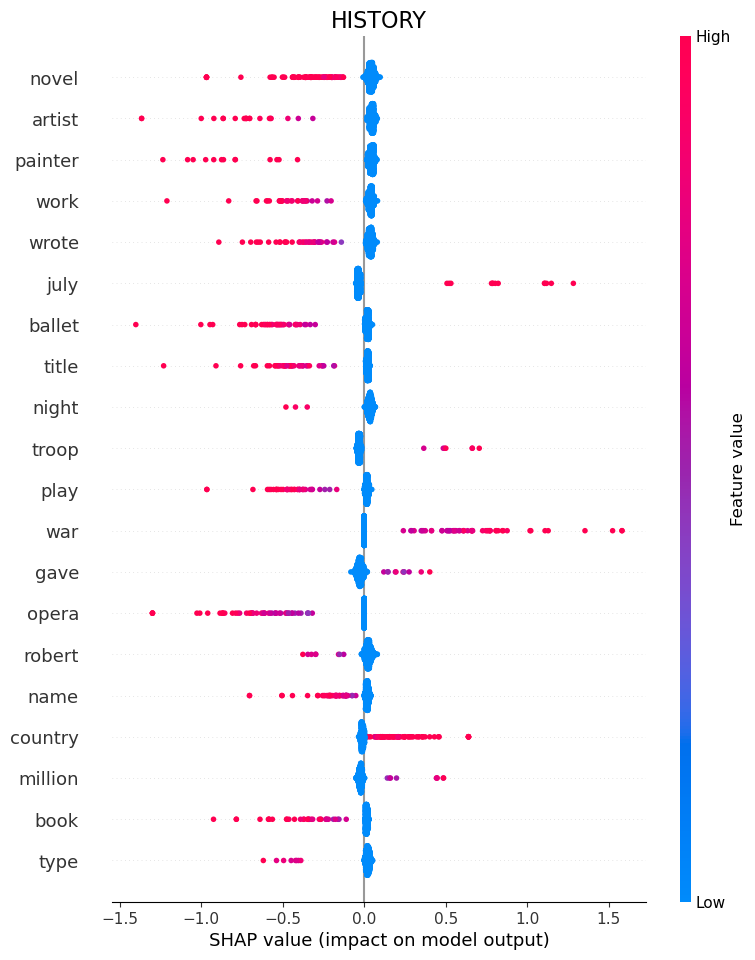 HISTORY
High
novel
artist
painter
work
wrote
july
ballet
title
night
troop
play
war
gave
opera
robert
name
country
million
book
type
Feature value
Low
−1.5 −1.0 −0.5 0.0 0.5 1.0 1.5
SHAP value (impact on model output)